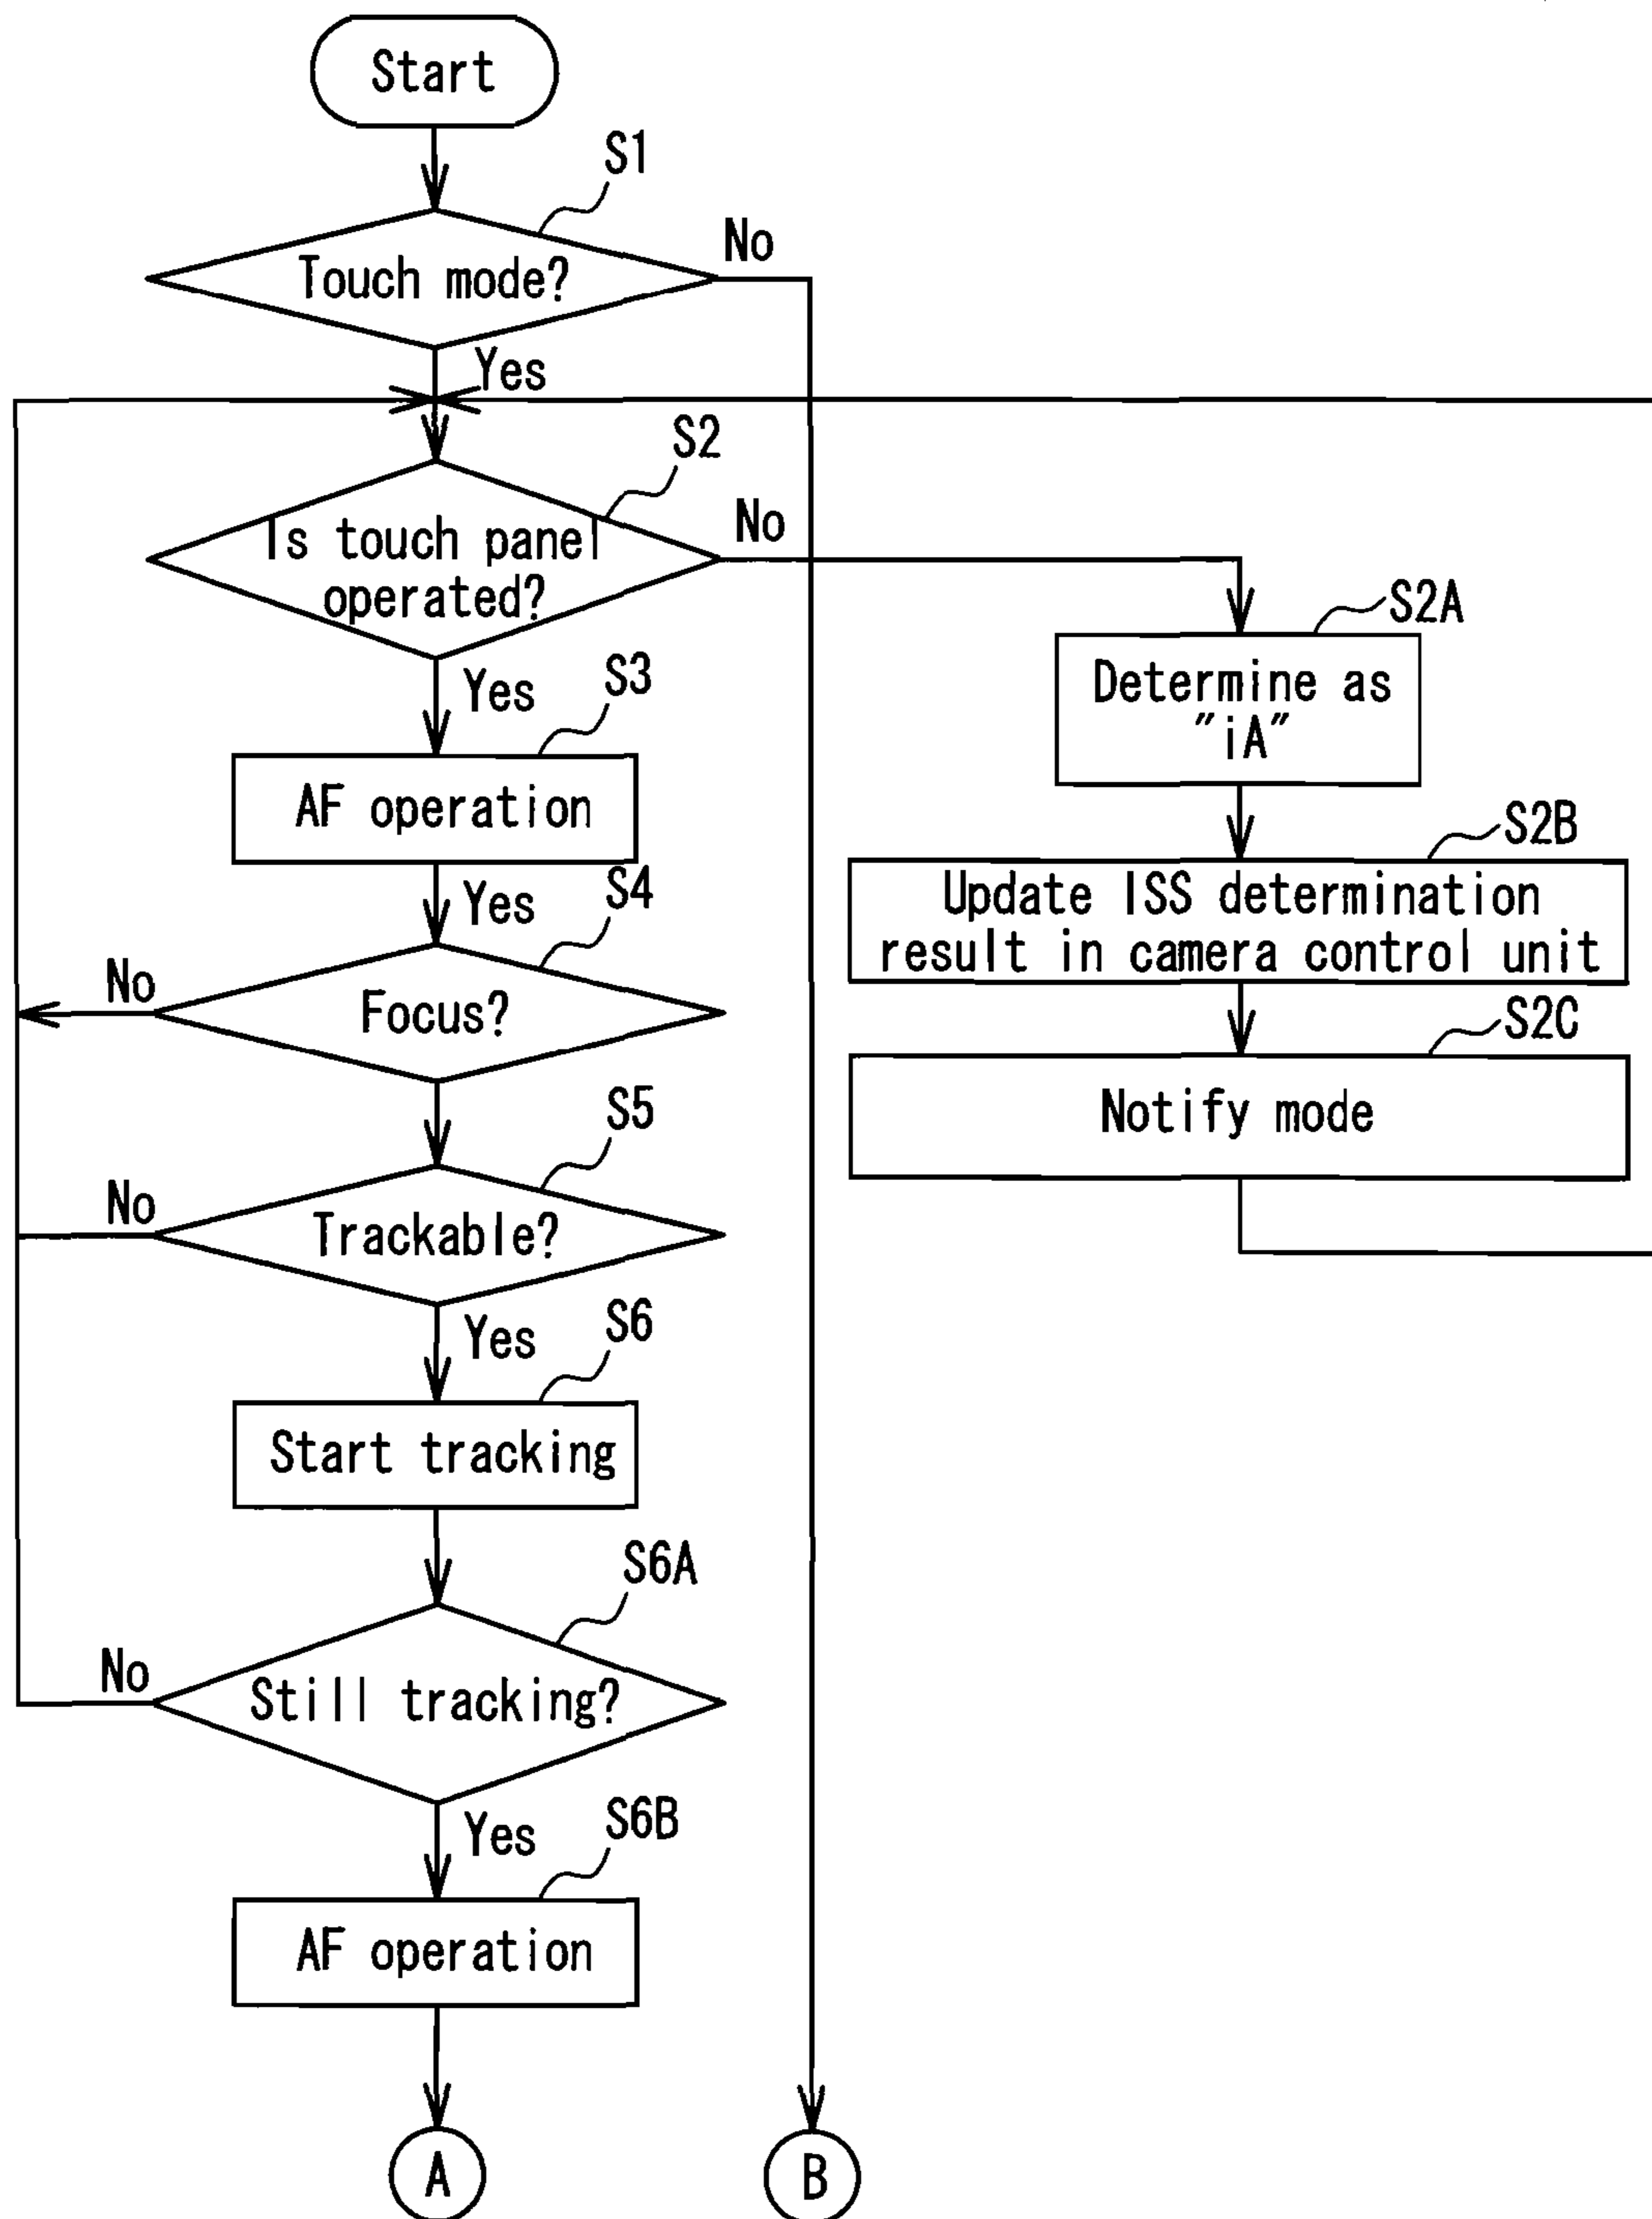 Start
S1
Touch mode?
No
Yes
S2
Is touch panel
operated?
No
S2A
Determine as
"iA"
Yes
S3
AF operation
S2B
Update ISS determination
result in camera control unit
Yes
S4
Focus?
No
S2C
Notify mode
S5
Trackable?
No
Yes
S6
Start tracking
S6A
Still tracking?
No
Yes
S6B
AF operation
A
B